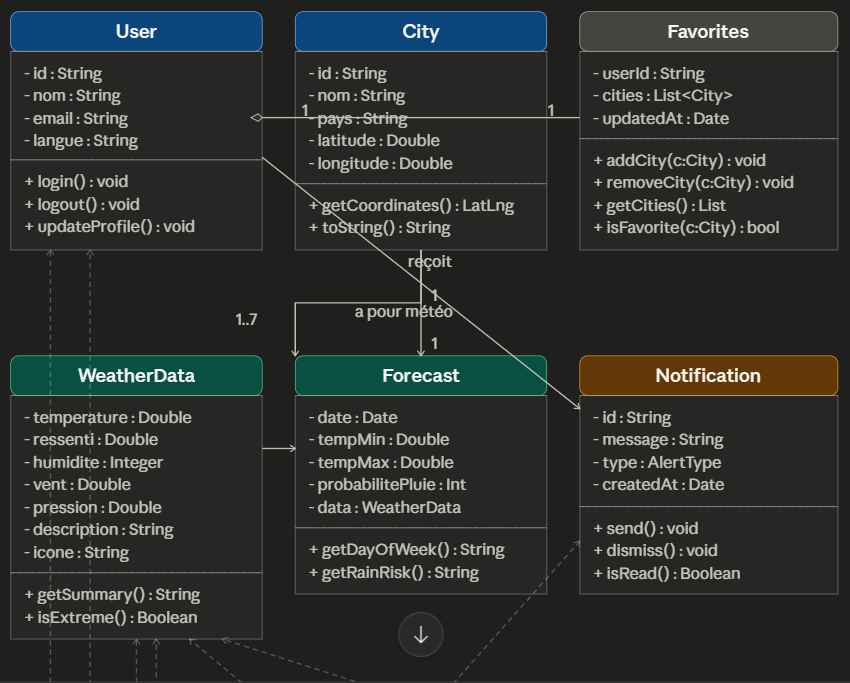 User
- id : String
- nom : String
- email : String
- langue : String
+ login() : void
+ logout() : void
+ updateProfile() : void
City
- id : String
- nom : String
- pays : String
- latitude : Double
- longitude : Double
+ getCoordinates() : LatLng
+ toString() : String
Favorites
- userId : String
- cities : List<City>
- updatedAt : Date
+ addCity(c:City) : void
+ removeCity(c:City) : void
+ getCities() : List
+ isFavorite(c:City) : bool
1
1
reçoit
1
1..7
a pour météo
1
WeatherData
- temperature : Double
- ressenti : Double
- humidite : Integer
- vent : Double
- pression : Double
- description : String
- icone : String
+ getSummary() : String
+ isExtreme() : Boolean
Forecast
- date : Date
- tempMin : Double
- tempMax : Double
- probabilitePluie : Int
- data : WeatherData
+ getDayOfWeek() : String
+ getRainRisk() : String
Notification
- id : String
- message : String
- type : AlertType
- createdAt : Date
+ send() : void
+ dismiss() : void
+ isRead() : Boolean